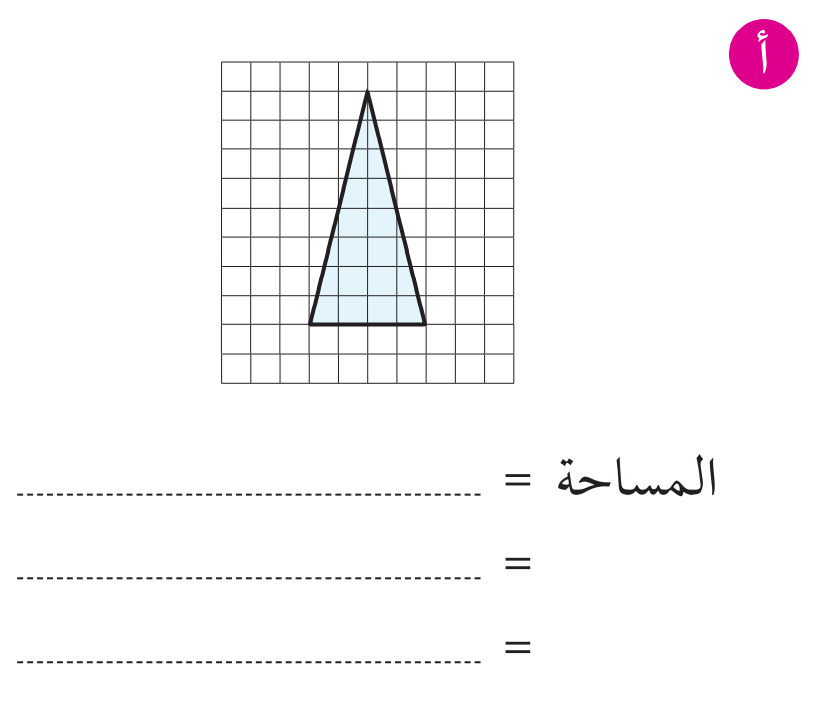 أ
المساحة =
=
=